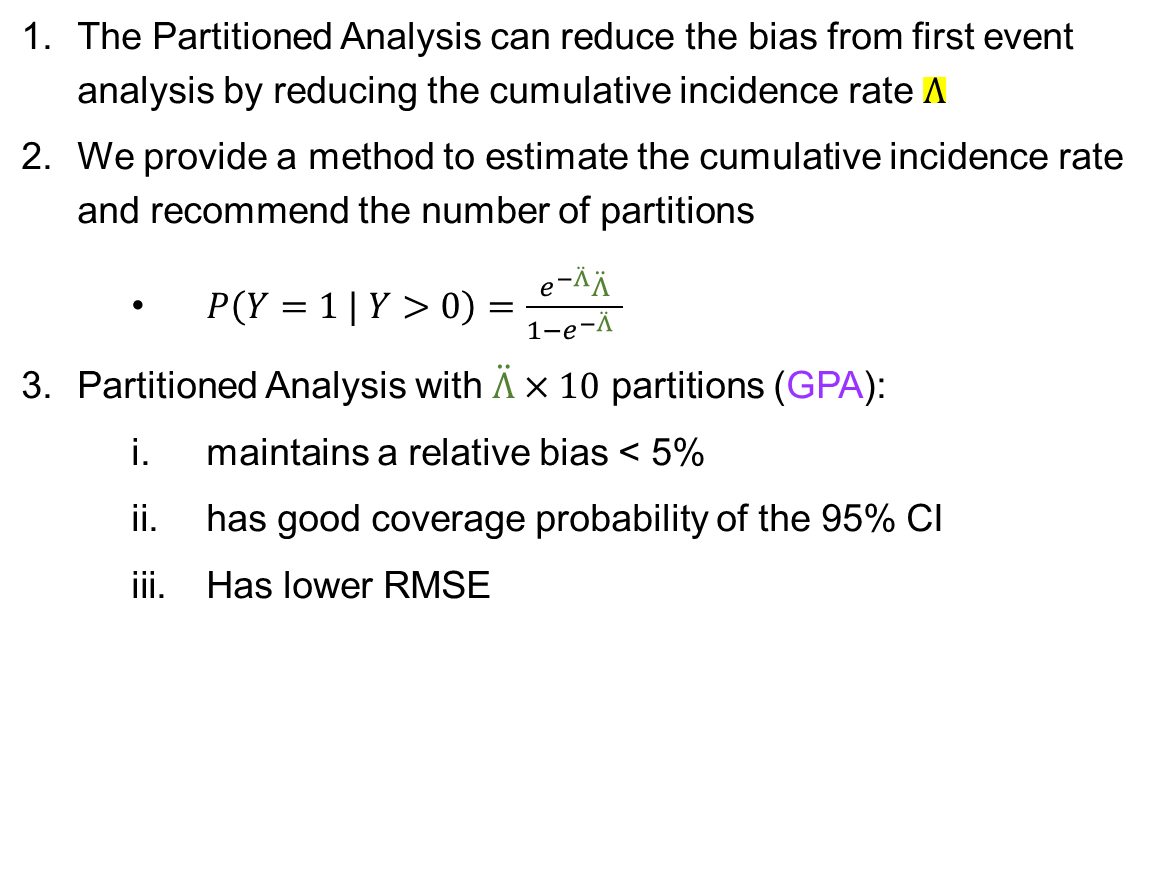 1. The Partitioned Analysis can reduce the bias from first event
analysis by reducing the cumulative incidence rate Λ
2. We provide a method to estimate the cumulative incidence rate
and recommend the number of partitions
• P(Y = 1 | Y > 0) = \frac{e^{-Λ̈}Λ̈}{1-e^{-Λ̈}}
3. Partitioned Analysis with Λ̈ × 10 partitions (GPA):
i. maintains a relative bias < 5%
ii. has good coverage probability of the 95% CI
iii. Has lower RMSE